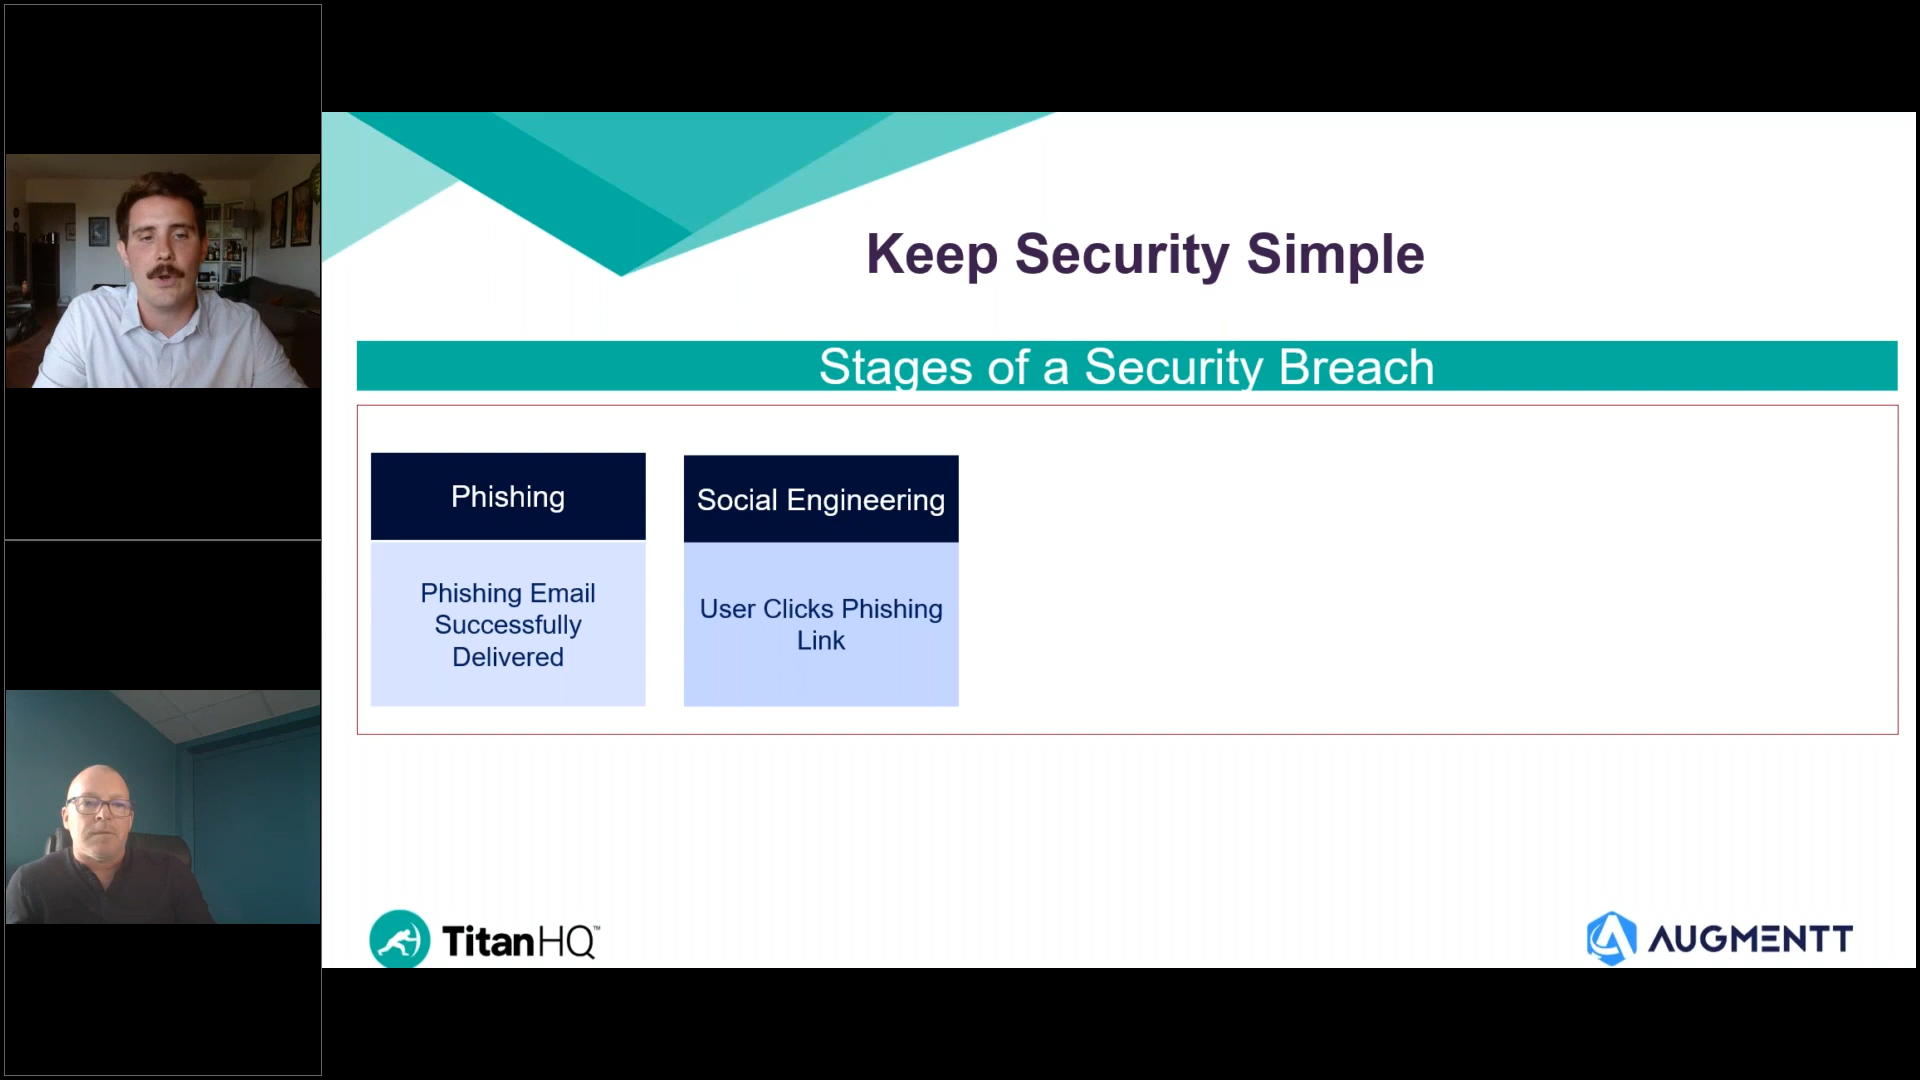 Keep Security Simple
Stages of a Security Breach
Phishing
Phishing Email
Successfully
Delivered
Social Engineering
User Clicks Phishing
Link
TitanHQ™
AUGMENTT